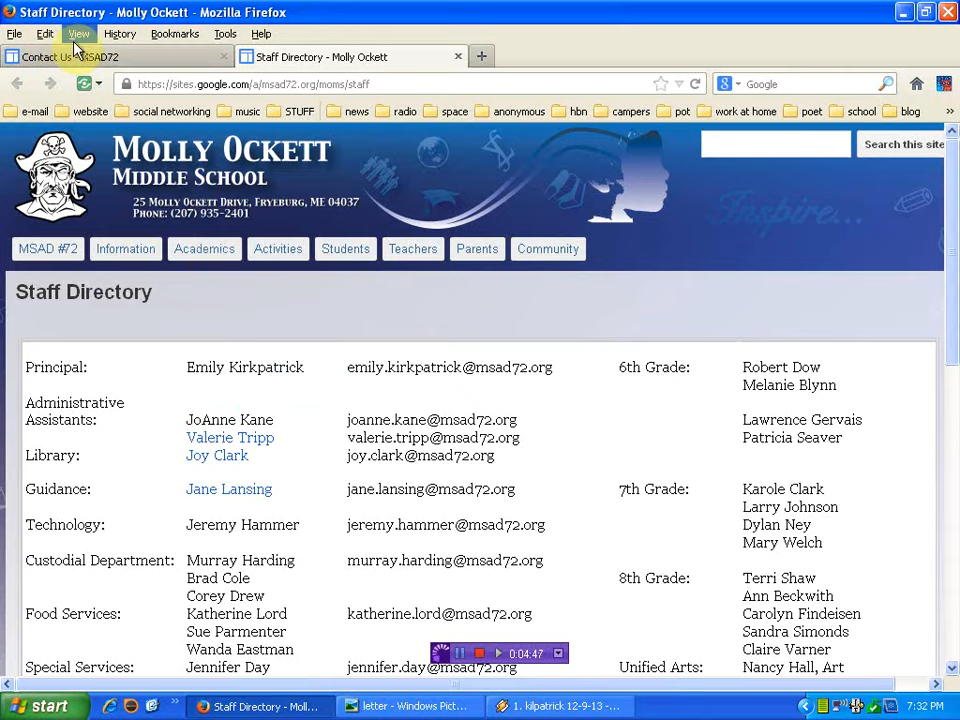 Staff Directory - Molly Ockett - Mozilla Firefox
File Edit View History Bookmarks Tools Help
Contact Us - MSAD72
Staff Directory - Molly Ockett
https://sites.google.com/a/msad72.org/moms/staff
Google
e-mail website social networking music STUFF news radio space anonymous hbn campers pot work at home poet school blog
MOLLY OCKETT
MIDDLE SCHOOL
25 MOLLY OCKETT DRIVE, FRYEBURG, ME 04037
PHONE: (207) 935-2401
Inspire...
Search this site
MSAD #72 Information Academics Activities Students Teachers Parents Community
Staff Directory
Principal: Emily Kirkpatrick emily.kirkpatrick@msad72.org 6th Grade: Robert Dow
Melanie Blynn
Administrative
Assistants: JoAnne Kane joanne.kane@msad72.org Lawrence Gervais
Valerie Tripp valerie.tripp@msad72.org Patricia Seaver
Library: Joy Clark joy.clark@msad72.org
Guidance: Jane Lansing jane.lansing@msad72.org 7th Grade: Karole Clark
Larry Johnson
Technology: Jeremy Hammer jeremy.hammer@msad72.org Dylan Ney
Mary Welch
Custodial Department: Murray Harding murray.harding@msad72.org
Brad Cole 8th Grade: Terri Shaw
Corey Drew Ann Beckwith
Food Services: Katherine Lord katherine.lord@msad72.org Carolyn Findeisen
Sue Parmenter Sandra Simonds
Wanda Eastman Claire Varner
Special Services: Jennifer Day jennifer.day@msad72.org Unified Arts: Nancy Hall, Art
0:04:47
start Staff Directory - Moll... letter - Windows Pict... 1. kilpatrick 12-9-13 -... 7:32 PM